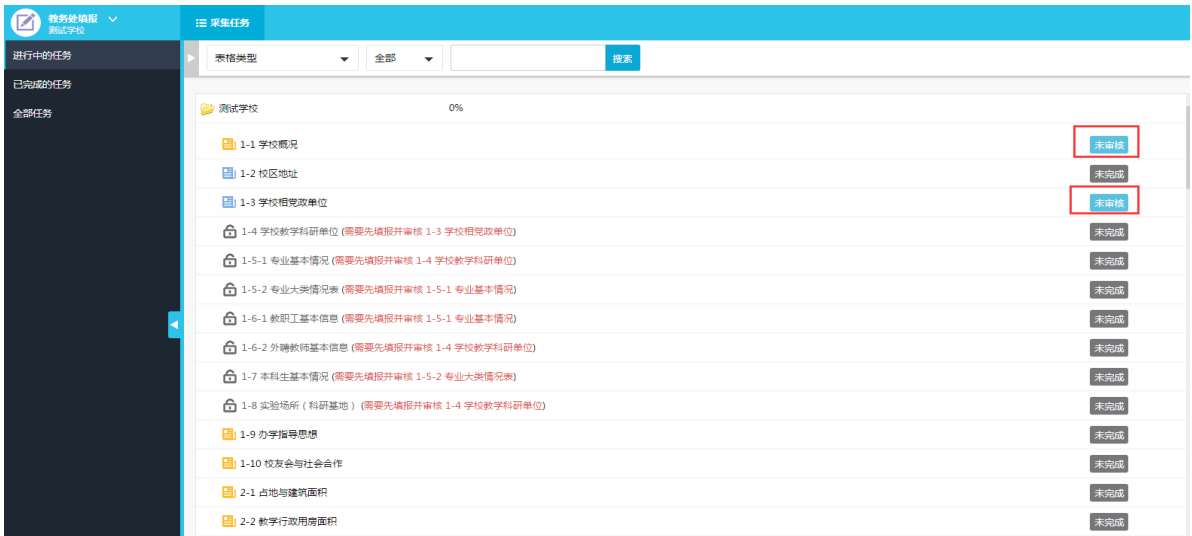 教务处填报
测试学校
采集任务
进行中的任务
已完成的任务
全部任务
表格类型 全部 搜索
测试学校 0%
1-1 学校概况 未审核
1-2 校区地址 未完成
1-3 学校相党政单位 未审核
1-4 学校教学科研单位 (需要先填报并审核 1-3 学校相党政单位) 未完成
1-5-1 专业基本情况 (需要先填报并审核 1-4 学校教学科研单位) 未完成
1-5-2 专业大类情况表 (需要先填报并审核 1-5-1 专业基本情况) 未完成
1-6-1 教职工基本信息 (需要先填报并审核 1-5-1 专业基本情况) 未完成
1-6-2 外聘教师基本信息 (需要先填报并审核 1-4 学校教学科研单位) 未完成
1-7 本科生基本情况 (需要先填报并审核 1-5-2 专业大类情况表) 未完成
1-8 实验场所（科研基地） (需要先填报并审核 1-4 学校教学科研单位) 未完成
1-9 办学指导思想 未完成
1-10 校友会与社会合作 未完成
2-1 占地与建筑面积 未完成
2-2 教学行政用房面积 未完成